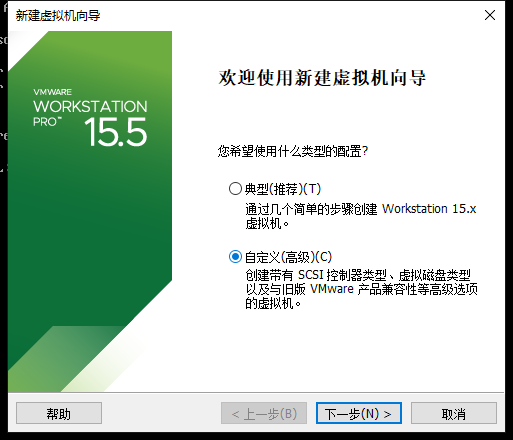 新建虚拟机向导
VMWARE
WORKSTATION
PRO™
15.5
欢迎使用新建虚拟机向导
您希望使用什么类型的配置?
典型(推荐)(T)
通过几个简单的步骤创建 Workstation 15.x
虚拟机。
自定义(高级)(C)
创建带有 SCSI 控制器类型、虚拟磁盘类型
以及与旧版 VMware 产品兼容性等高级选项
的虚拟机。
帮助
< 上一步(B)
下一步(N) >
取消